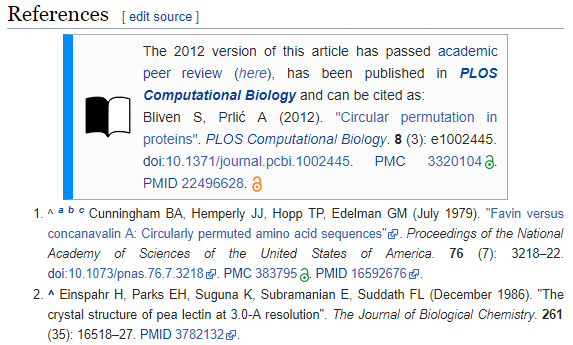 References [ edit source ]
The 2012 version of this article has passed academic
peer review (here), has been published in PLOS
Computational Biology and can be cited as:
Bliven S, Prlić A (2012). "Circular permutation in
proteins". PLOS Computational Biology. 8 (3): e1002445.
doi:10.1371/journal.pcbi.1002445. PMC 3320104.
PMID 22496628.
1. ^ a b c Cunningham BA, Hemperly JJ, Hopp TP, Edelman GM (July 1979). "Favin versus
concanavalin A: Circularly permuted amino acid sequences". Proceedings of the National
Academy of Sciences of the United States of America. 76 (7): 3218–22.
doi:10.1073/pnas.76.7.3218. PMC 383795. PMID 16592676.
2. ^ Einspahr H, Parks EH, Suguna K, Subramanian E, Suddath FL (December 1986). "The
crystal structure of pea lectin at 3.0-A resolution". The Journal of Biological Chemistry. 261
(35): 16518–27. PMID 3782132.